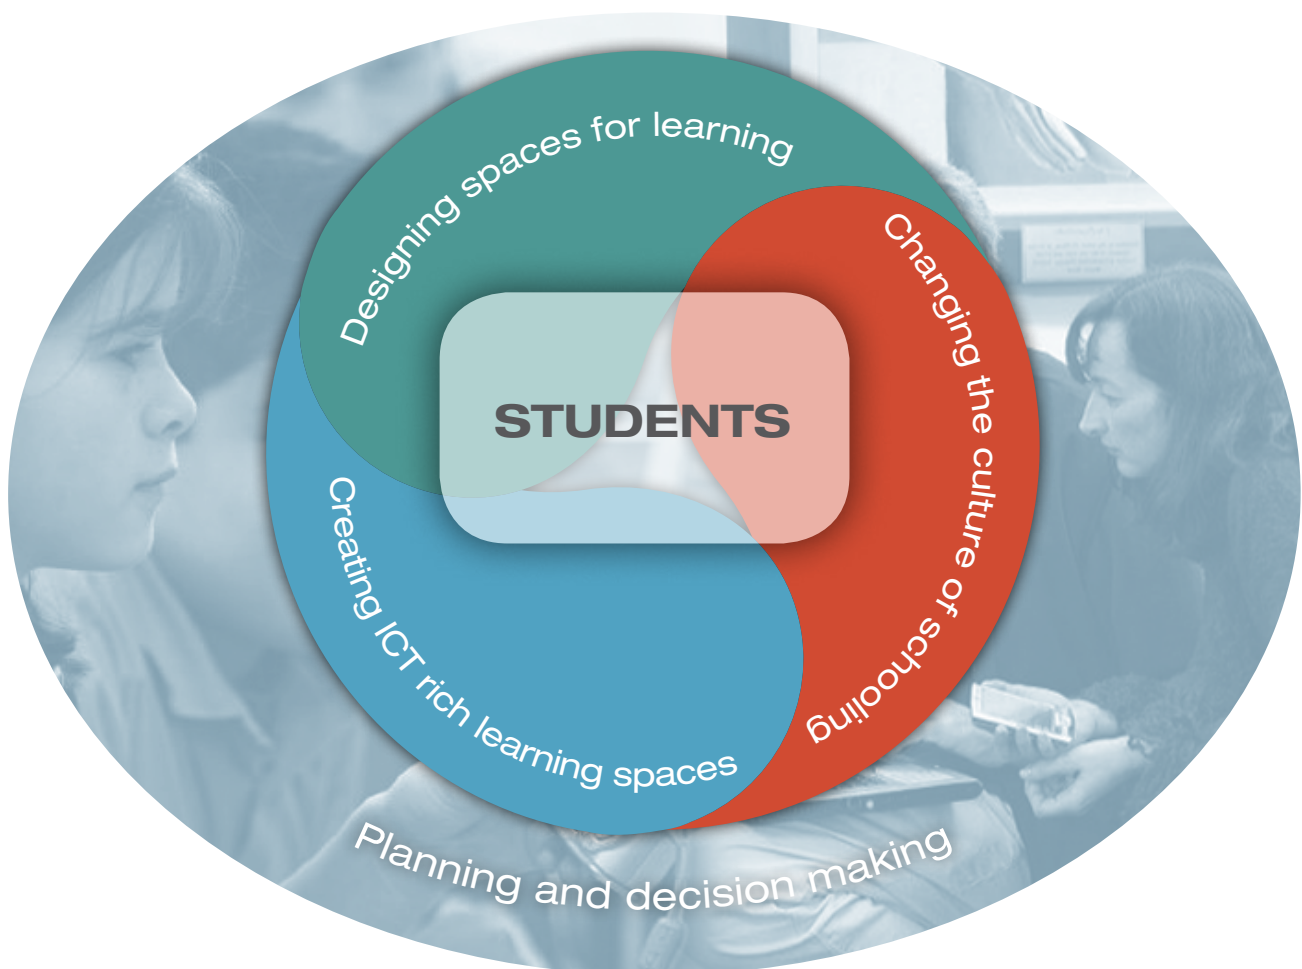 Designing spaces for learning
Changing the culture of schooling
STUDENTS
Creating ICT rich learning spaces
Planning and decision making